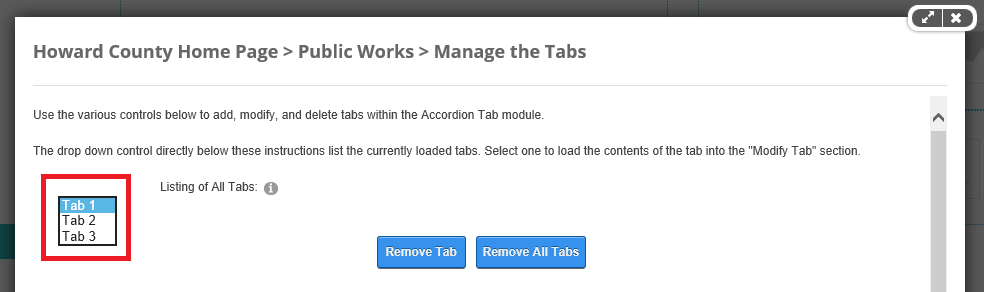 Howard County Home Page > Public Works > Manage the Tabs
Use the various controls below to add, modify, and delete tabs within the Accordion Tab module.
The drop down control directly below these instructions list the currently loaded tabs. Select one to load the contents of the tab into the "Modify Tab" section.
Listing of All Tabs:
Tab 1
Tab 2
Tab 3
Remove Tab
Remove All Tabs